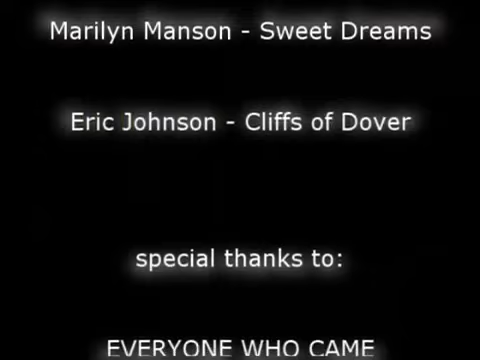 Marilyn Manson - Sweet Dreams
Eric Johnson - Cliffs of Dover
special thanks to:
EVERYONE WHO CAME